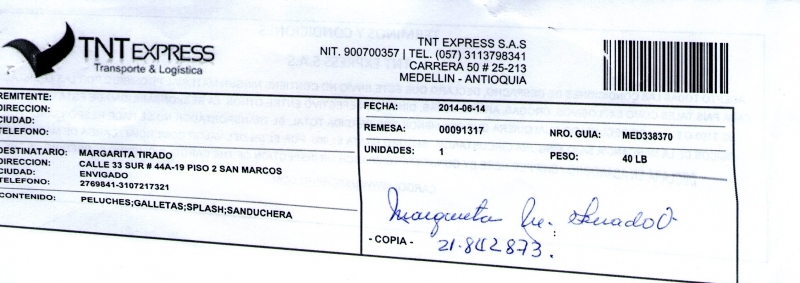 TNT EXPRESS
Transporte & Logística
TNT EXPRESS S.A.S
NIT. 900700357 | TEL. (057) 3113798341
CARRERA 50 # 25-213
MEDELLIN - ANTIOQUIA
REMITENTE:
DIRECCION:
CIUDAD:
TELEFONO:
FECHA: 2014-06-14
REMESA: 00091317 NRO. GUIA: MED338370
UNIDADES: 1 PESO: 40 LB
DESTINATARIO: MARGARITA TIRADO
DIRECCION: CALLE 33 SUR # 44A-19 PISO 2 SAN MARCOS
CIUDAD: ENVIGADO
TELEFONO: 2769841-3107217321
CONTENIDO: PELUCHES;GALLETAS;SPLASH;SANDUCHERA
Margarita
- COPIA - 21.842873.